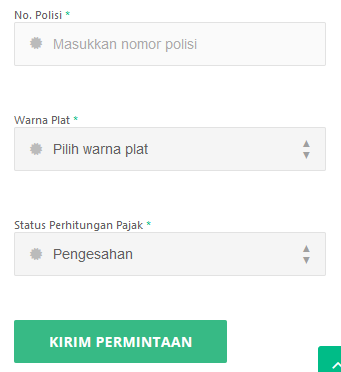 No. Polisi *
Masukkan nomor polisi
Warna Plat *
Pilih warna plat
Status Perhitungan Pajak *
Pengesahan
KIRIM PERMINTAAN